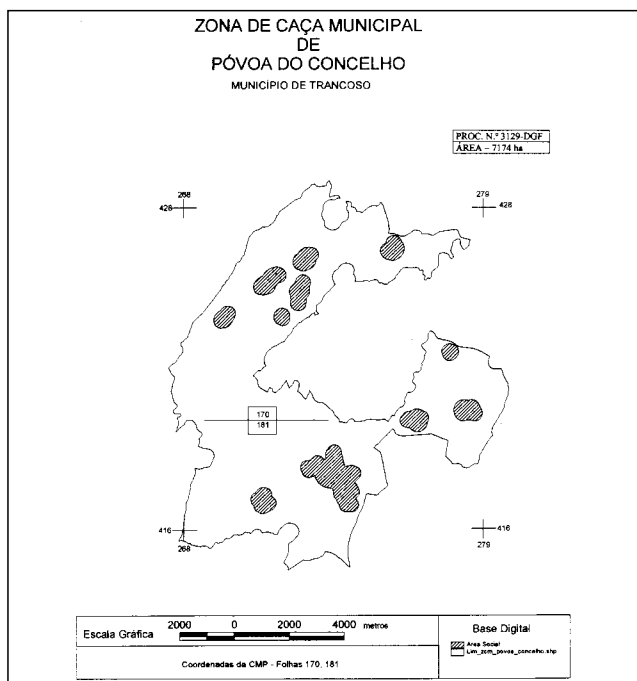 ZONA DE CAÇA MUNICIPAL
DE
PÓVOA DO CONCELHO
MUNICÍPIO DE TRANCOSO
PROC. N.º 3129-DGF
ÁREA – 7174 ha
268
428
279
428
170
181
416
268
416
279
Escala Gráfica
2000 0 2000 4000 metros
Coordenadas da CMP - Folhas 170, 181
Base Digital
Area Social
Lim_zcm_povoa_concelho.shp